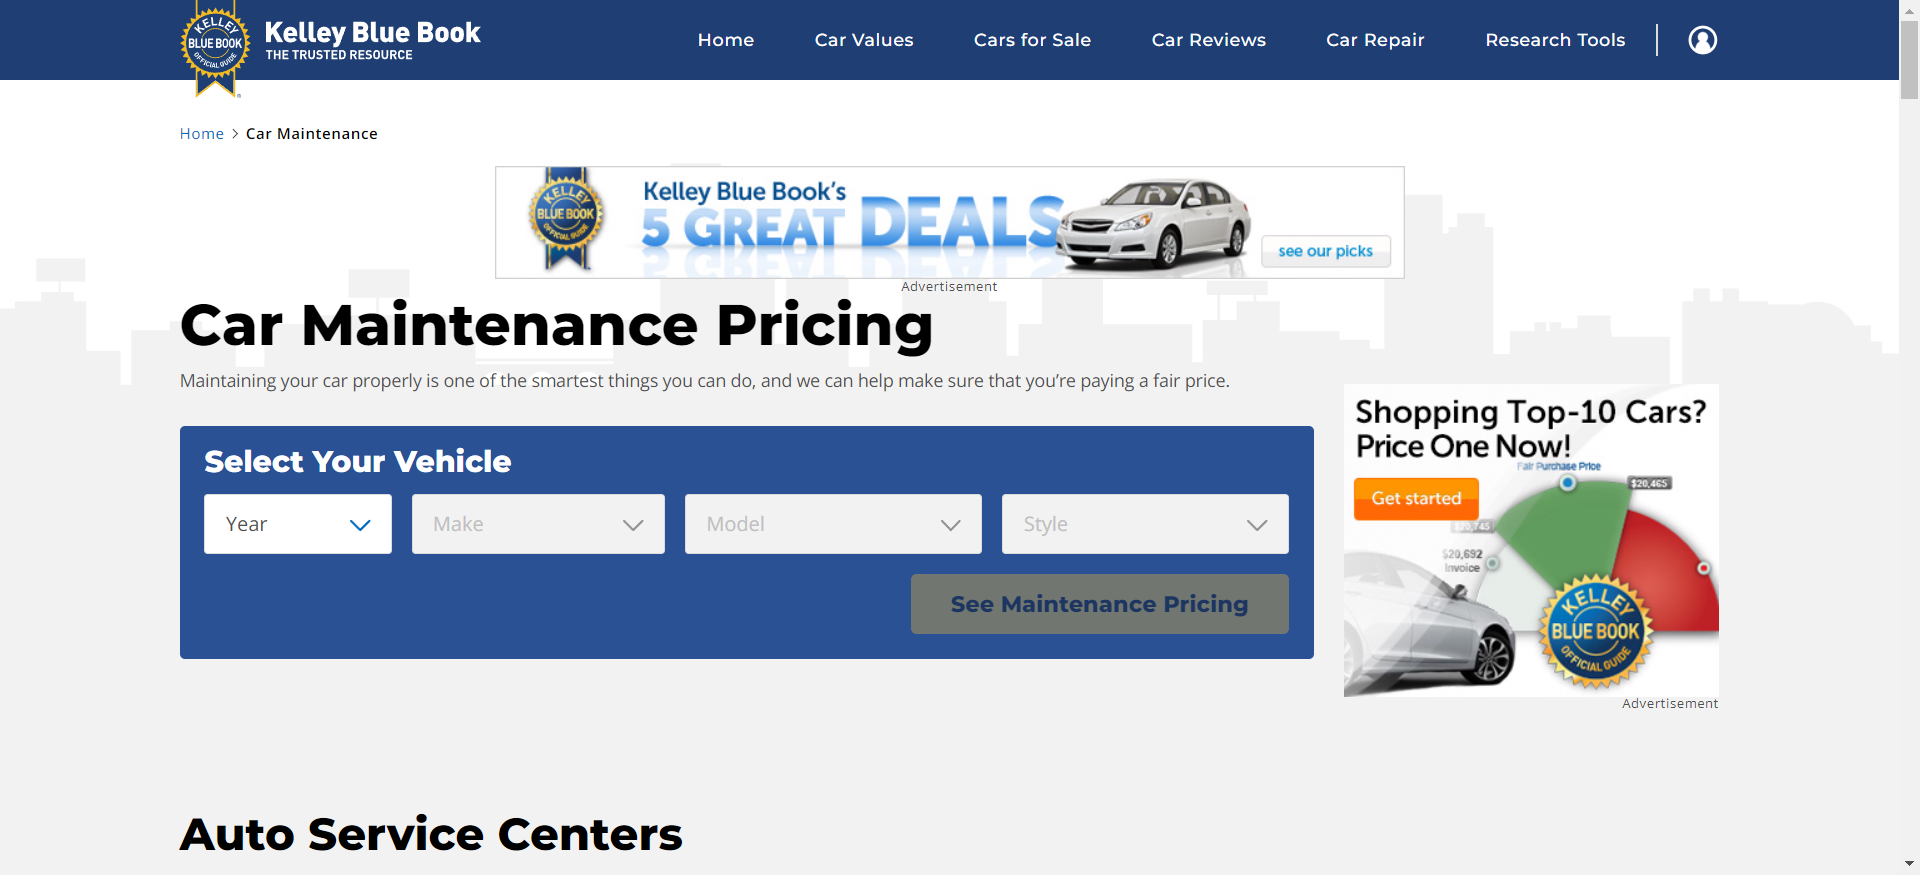 KELLEY
BLUE BOOK
OFFICIAL GUIDE
Kelley Blue Book
THE TRUSTED RESOURCE
Home
Car Values
Cars for Sale
Car Reviews
Car Repair
Research Tools
Home > Car Maintenance
KELLEY
BLUE BOOK
OFFICIAL GUIDE
Kelley Blue Book's
5 GREAT DEALS
see our picks
Advertisement
Car Maintenance Pricing
Maintaining your car properly is one of the smartest things you can do, and we can help make sure that you're paying a fair price.
Select Your Vehicle
Year
Make
Model
Style
See Maintenance Pricing
Shopping Top-10 Cars?
Price One Now!
Fair Purchase Price
$20,465
Get started
$20,745
$20,692
Invoice
KELLEY
BLUE BOOK
OFFICIAL GUIDE
Advertisement
Auto Service Centers